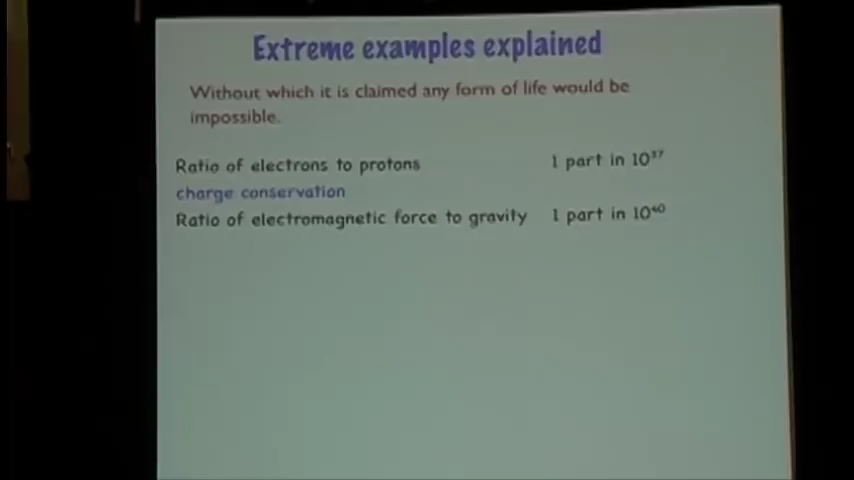 Extreme examples explained
Without which it is claimed any form of life would be
impossible.
Ratio of electrons to protons 1 part in 10³⁷
charge conservation
Ratio of electromagnetic force to gravity 1 part in 10⁴⁰